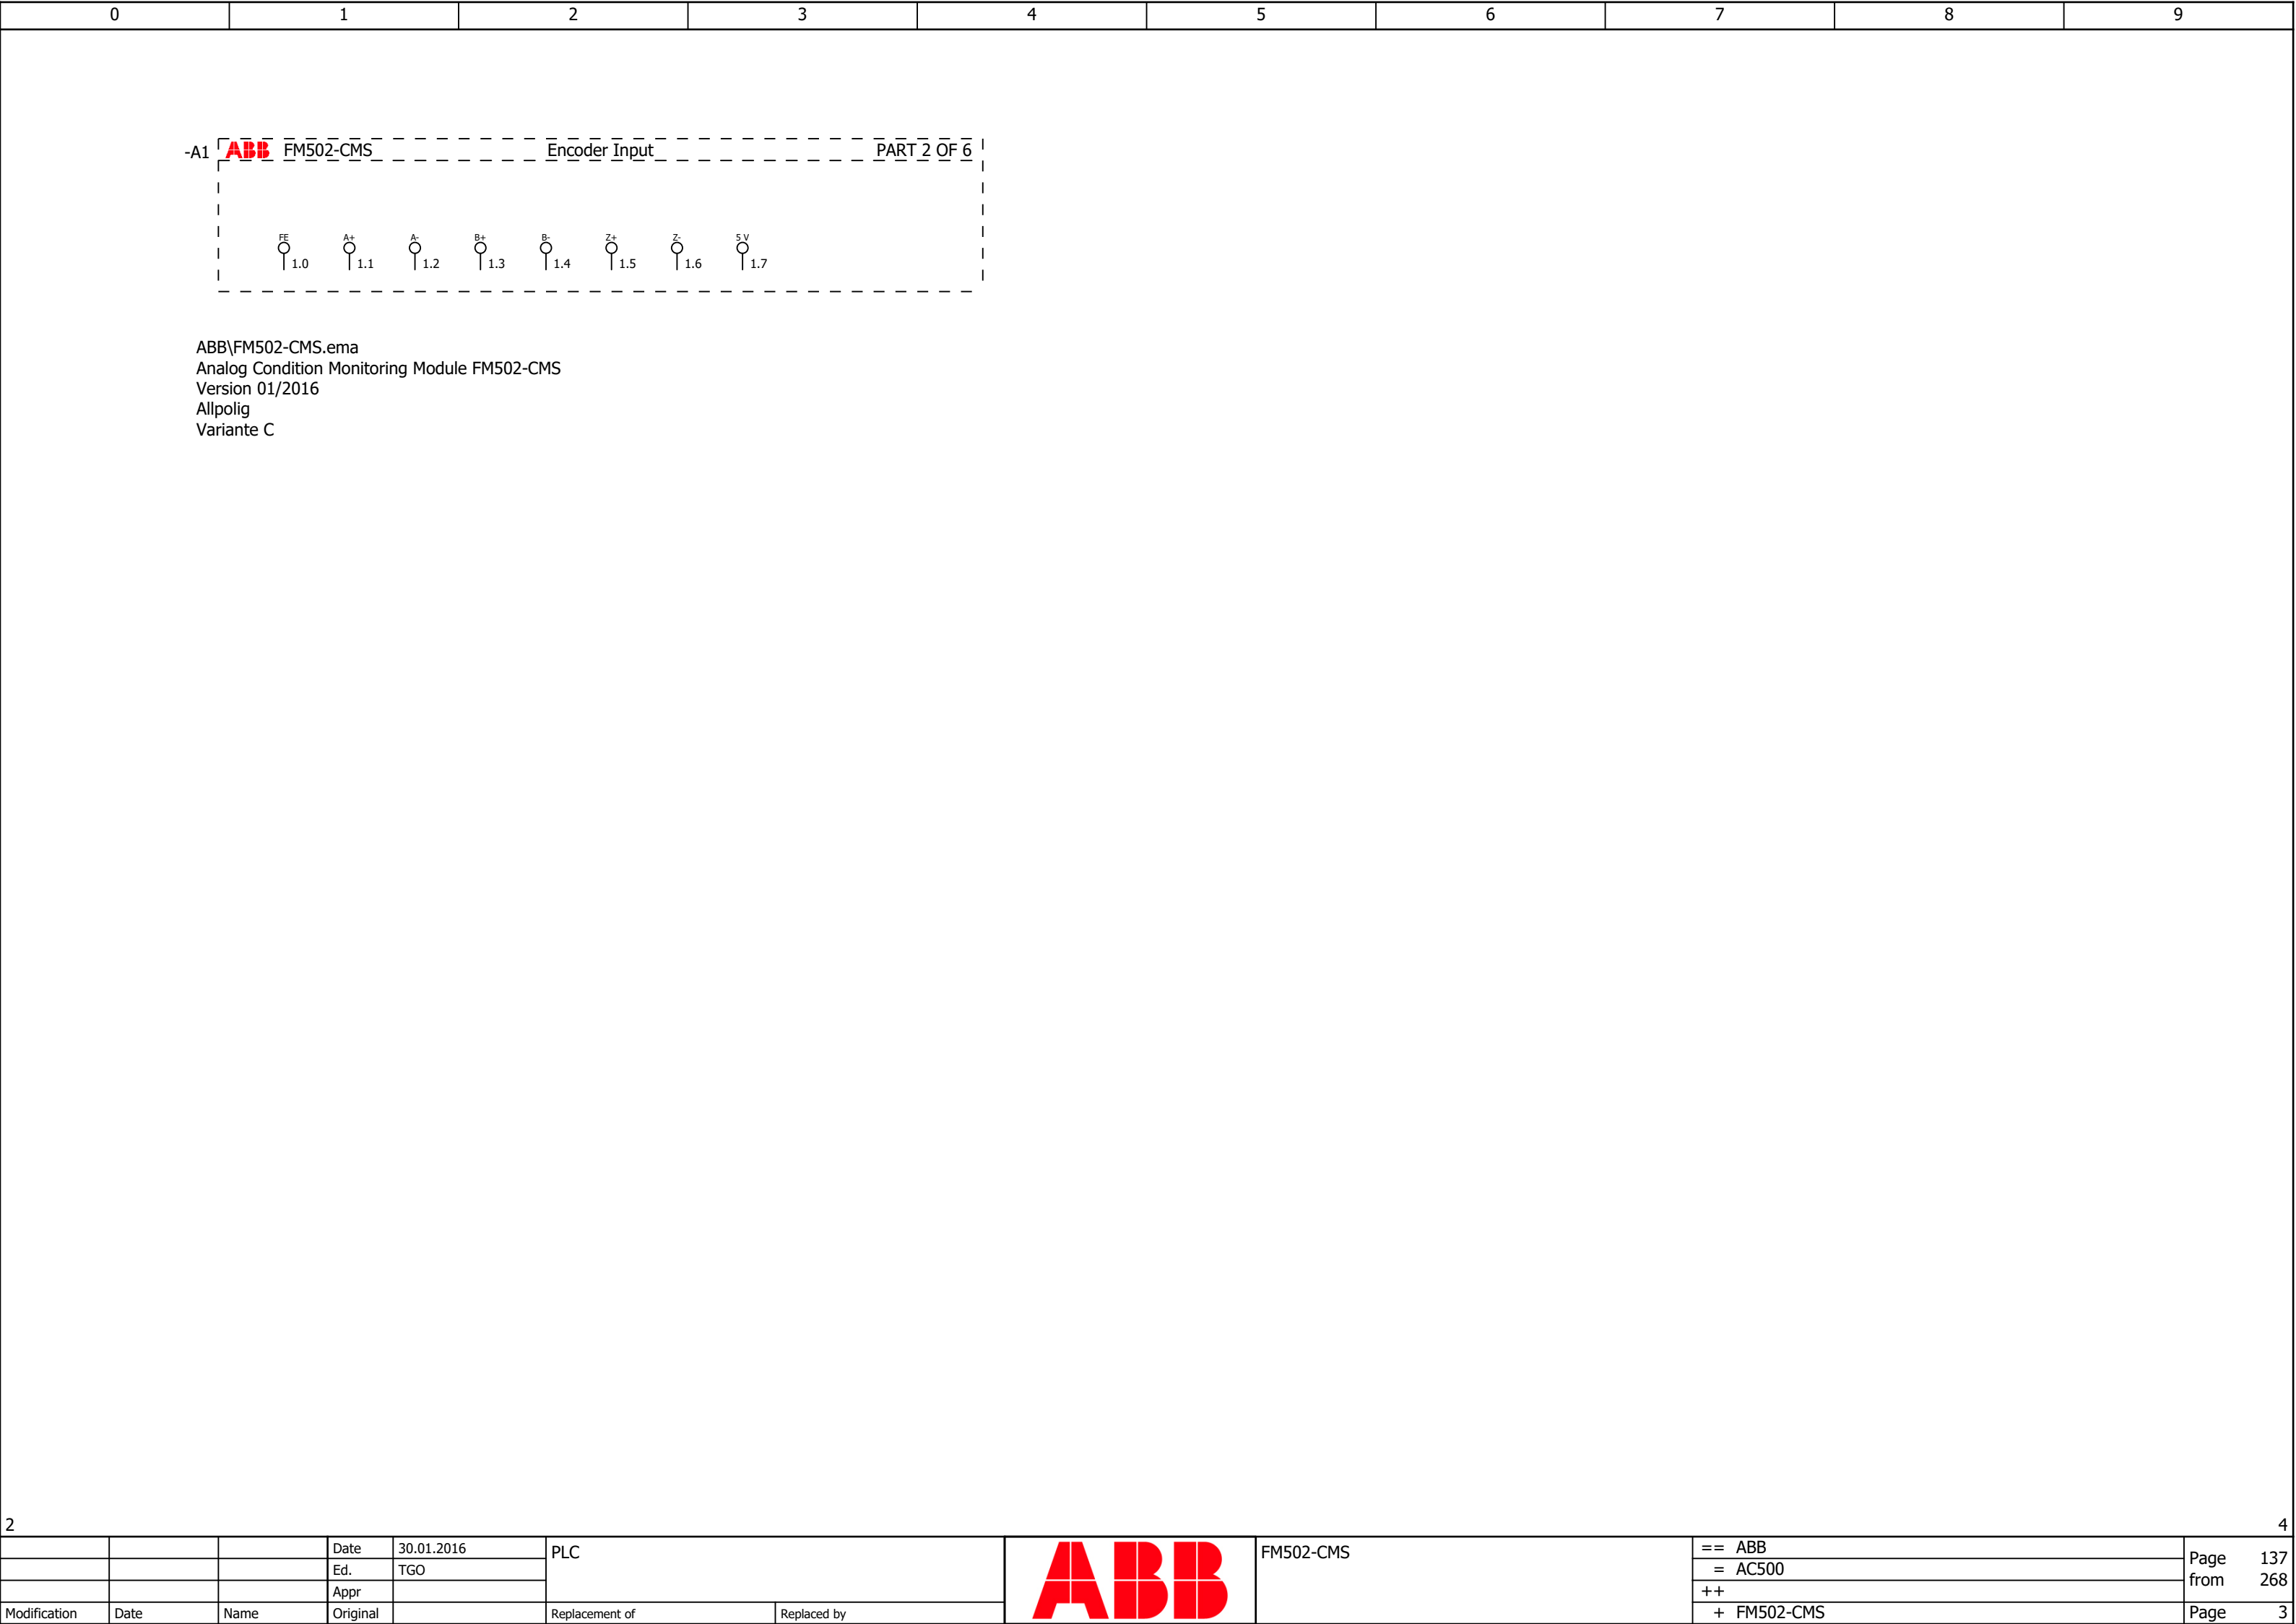 0 1 2 3 4 5 6 7 8 9
-A1 ABB FM502-CMS Encoder Input PART 2 OF 6
FE A+ A- B+ B- Z+ Z- 5 V
1.0 1.1 1.2 1.3 1.4 1.5 1.6 1.7
ABB\FM502-CMS.ema
Analog Condition Monitoring Module FM502-CMS
Version 01/2016
Allpolig
Variante C
2 4
Date 30.01.2016 PLC ABB FM502-CMS == ABB Page 137
Ed. TGO = AC500 from 268
Appr ++
Modification Date Name Original Replacement of Replaced by + FM502-CMS Page 3